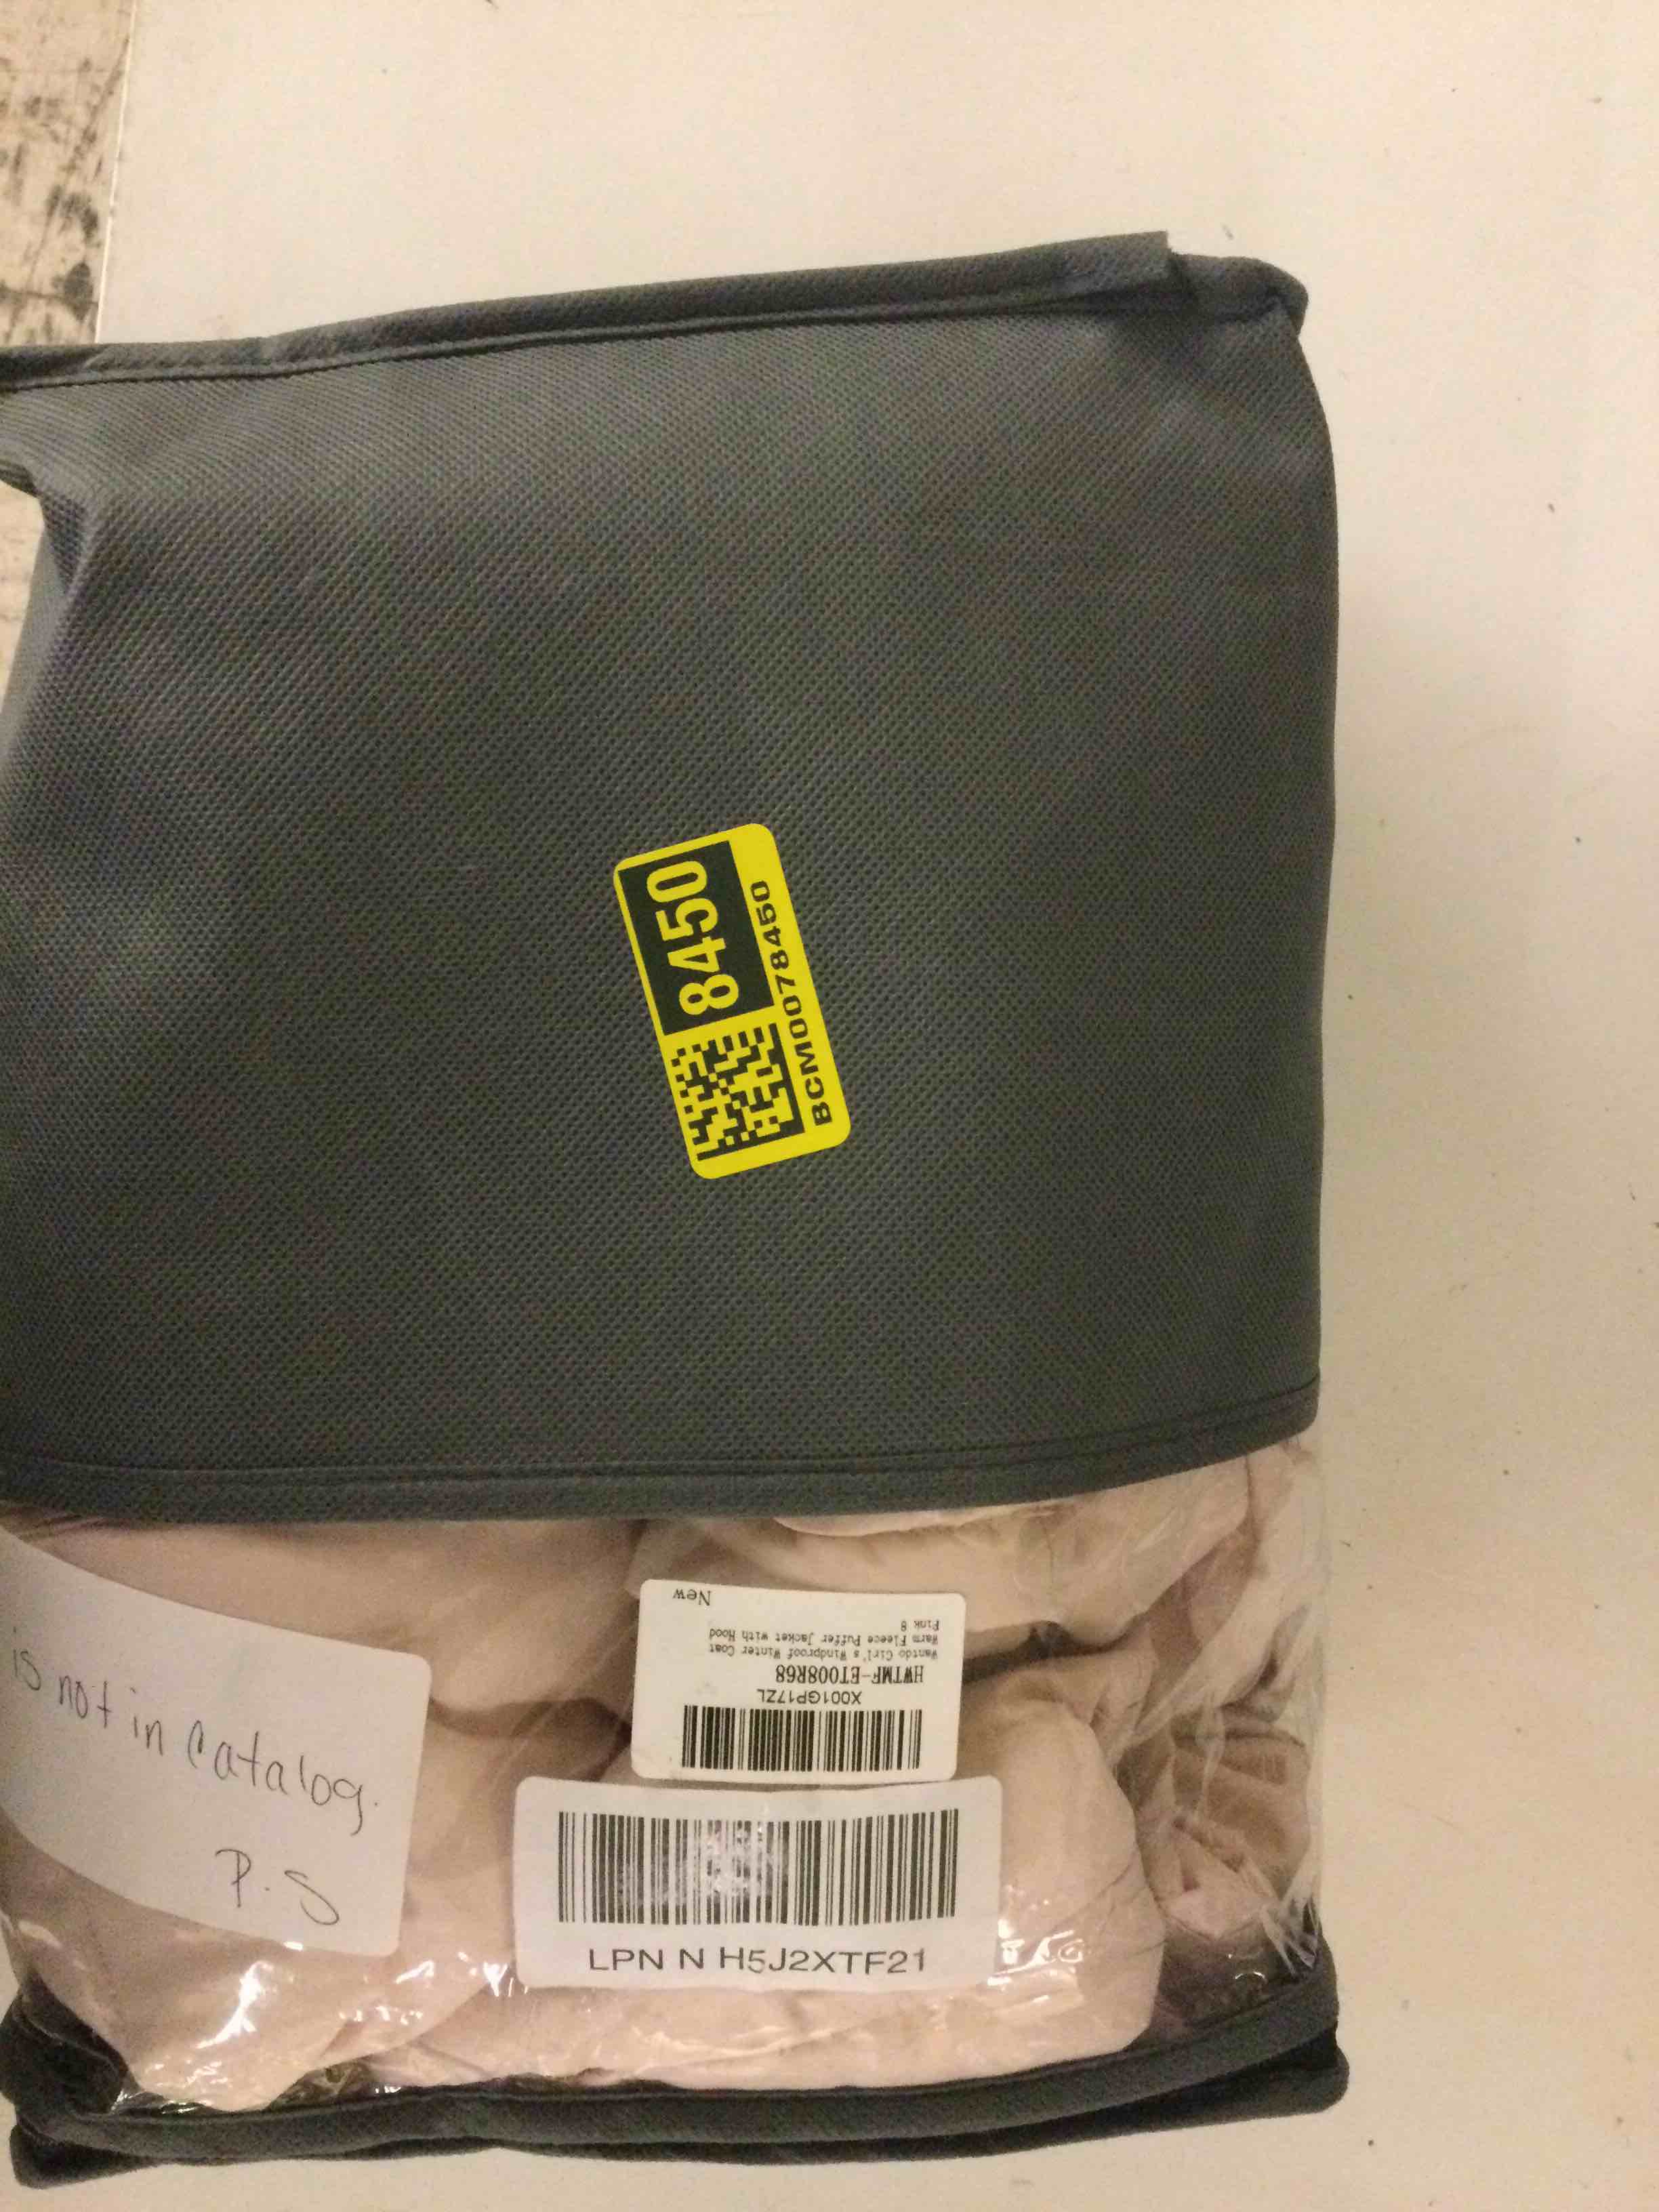 8450
BCM0078450
is not in Catalog.
P.S
X001GP17ZL
HWTMF-ET008R68
Wantdo Girl's Windproof Winter Coat
Warm Fleece Puffer Jacket with Hood
Pink 8
New
LPN N H5J2XTF21